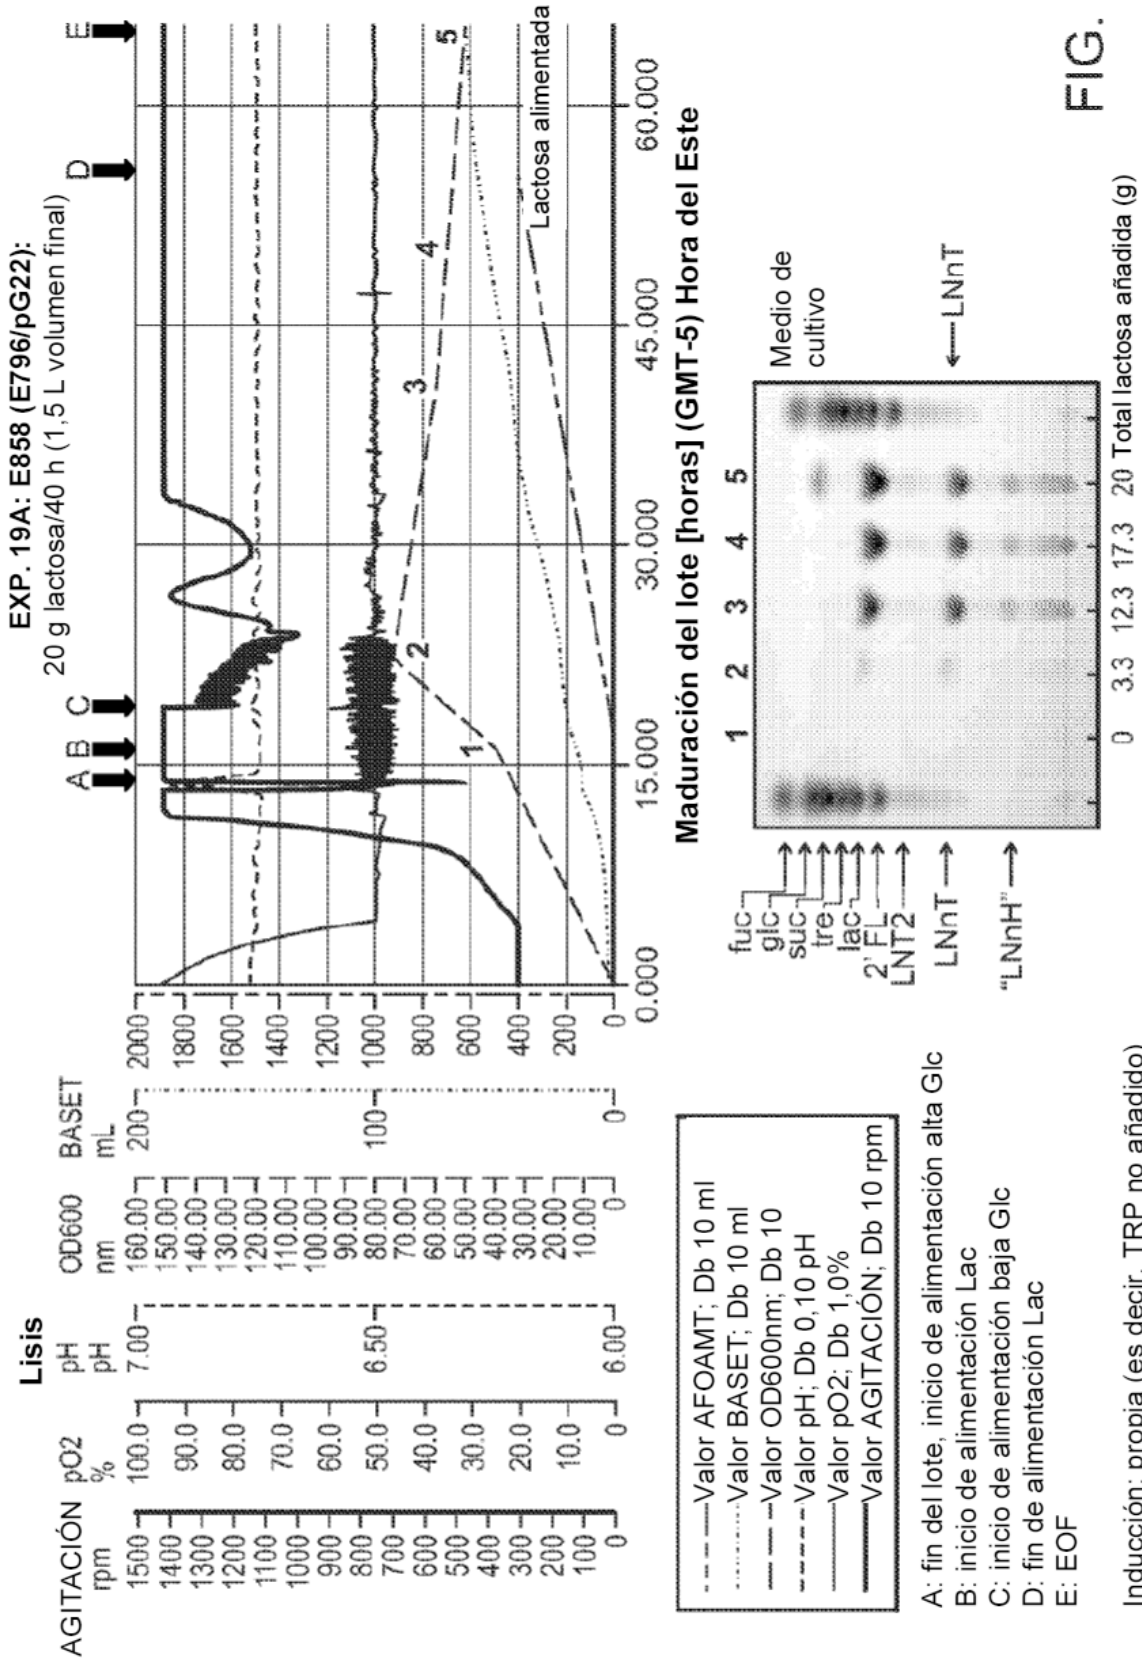 EXP. 19A: E858 (E796/pG22):
20 g lactosa/40 h (1,5 L volumen final)
A B C D E
Lisis
AGITACIÓN pO2 pH OD600 BASET
rpm % pH nm mL
1500 100.0 7.00 160.00 200 2000
1400 90.0 150.00 1800
1300 80.0 140.00 1600
1200 70.0 130.00 1400
1100 60.0 120.00 1200
1000 50.0 6.50 110.00 100 1000
900 40.0 100.00 800
800 30.0 90.00 600
700 20.0 80.00 400
600 10.0 70.00 200
500 0 6.00 60.00 0 0
400 50.00
300 40.00
200 30.00
100 20.00
0 10.00
0
1 2 3 4 5
Lactosa alimentada
0.000 15.000 30.000 45.000 60.000
Maduración del lote [horas] (GMT-5) Hora del Este
Valor AFOAMT; Db 10 ml
Valor BASET; Db 10 ml
Valor OD600nm; Db 10
Valor pH; Db 0,10 pH
Valor pO2; Db 1,0%
Valor AGITACIÓN; Db 10 rpm
A: fin del lote, inicio de alimentación alta Glc
B: inicio de alimentación Lac
C: inicio de alimentación baja Glc
D: fin de alimentación Lac
E: EOF
Inducción: propia (es decir, TRP no añadido)
1 2 3 4 5
Medio de
cultivo
fuc
glc
suc
tre
lac
2' FL
LNT2
LNnT
"LNnH"
LNnT
0 3.3 12.3 17.3 20 Total lactosa añadida (g)
FIG.